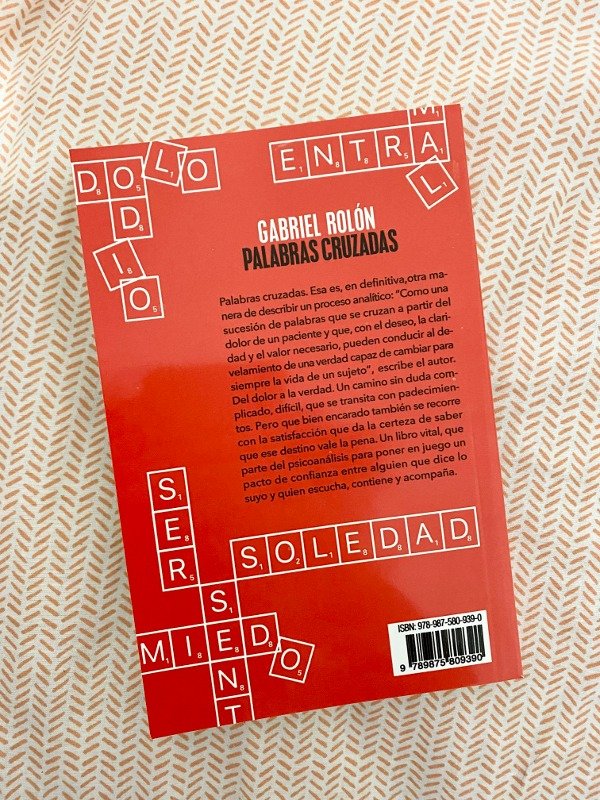 DOLO
ODIO
ENTRA
MAL
GABRIEL ROLÓN
PALABRAS CRUZADAS
Palabras cruzadas. Esa es, en definitiva,otra ma-
nera de describir un proceso analítico: “Como una
sucesión de palabras que se cruzan a partir del
dolor de un paciente y que, con el deseo, la clari-
dad y el valor necesario, pueden conducir al de-
velamiento de una verdad capaz de cambiar para
siempre la vida de un sujeto”, escribe el autor.
Del dolor a la verdad. Un camino sin duda com-
plicado, difícil, que se transita con padecimien-
tos. Pero que bien encarado también se recorre
con la satisfacción que da la certeza de saber
que ese destino vale la pena. Un libro vital, que
parte del psicoanálisis para poner en juego un
pacto de confianza entre alguien que dice lo
suyo y quien escucha, contiene y acompaña.
SER
SOLEDAD
SENT
MIEDO
ISBN: 978-987-580-939-0
9 789875 809390